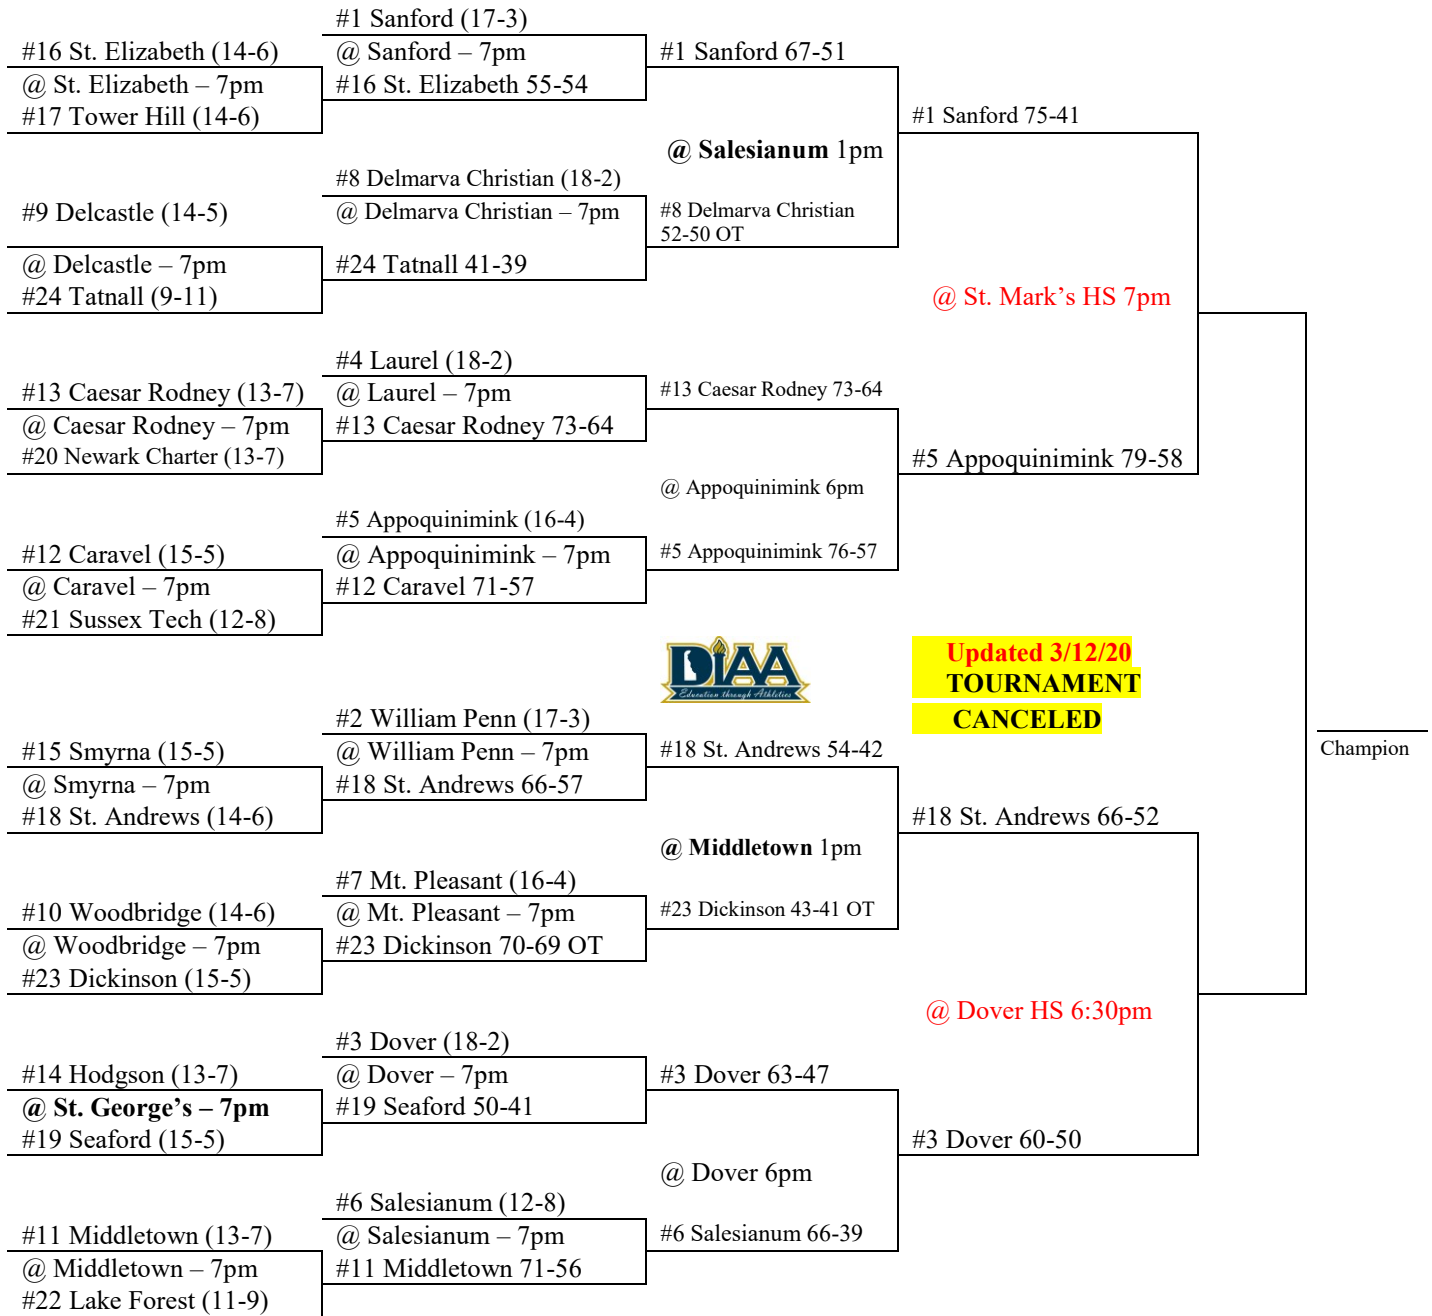 #1 Sanford (17-3)
#16 St. Elizabeth (14-6)
@ Sanford – 7pm
#1 Sanford 67-51
@ St. Elizabeth – 7pm
#16 St. Elizabeth 55-54
#17 Tower Hill (14-6)
#1 Sanford 75-41
@ Salesianum 1pm
#8 Delmarva Christian (18-2)
#9 Delcastle (14-5)
@ Delmarva Christian – 7pm
#8 Delmarva Christian
52-50 OT
@ Delcastle – 7pm
#24 Tatnall 41-39
#24 Tatnall (9-11)
@ St. Mark’s HS 7pm
#4 Laurel (18-2)
#13 Caesar Rodney (13-7)
@ Laurel – 7pm
#13 Caesar Rodney 73-64
@ Caesar Rodney – 7pm
#13 Caesar Rodney 73-64
#20 Newark Charter (13-7)
#5 Appoquinimink 79-58
@ Appoquinimink 6pm
#5 Appoquinimink (16-4)
#12 Caravel (15-5)
@ Appoquinimink – 7pm
#5 Appoquinimink 76-57
@ Caravel – 7pm
#12 Caravel 71-57
#21 Sussex Tech (12-8)
DIAA
Education through Athletics
Updated 3/12/20
TOURNAMENT
CANCELED
#2 William Penn (17-3)
#15 Smyrna (15-5)
@ William Penn – 7pm
#18 St. Andrews 54-42
Champion
@ Smyrna – 7pm
#18 St. Andrews 66-57
#18 St. Andrews (14-6)
#18 St. Andrews 66-52
@ Middletown 1pm
#7 Mt. Pleasant (16-4)
#10 Woodbridge (14-6)
@ Mt. Pleasant – 7pm
#23 Dickinson 43-41 OT
@ Woodbridge – 7pm
#23 Dickinson 70-69 OT
#23 Dickinson (15-5)
@ Dover HS 6:30pm
#3 Dover (18-2)
#14 Hodgson (13-7)
@ Dover – 7pm
#3 Dover 63-47
@ St. George’s – 7pm
#19 Seaford 50-41
#19 Seaford (15-5)
#3 Dover 60-50
@ Dover 6pm
#6 Salesianum (12-8)
#11 Middletown (13-7)
@ Salesianum – 7pm
#6 Salesianum 66-39
@ Middletown – 7pm
#11 Middletown 71-56
#22 Lake Forest (11-9)